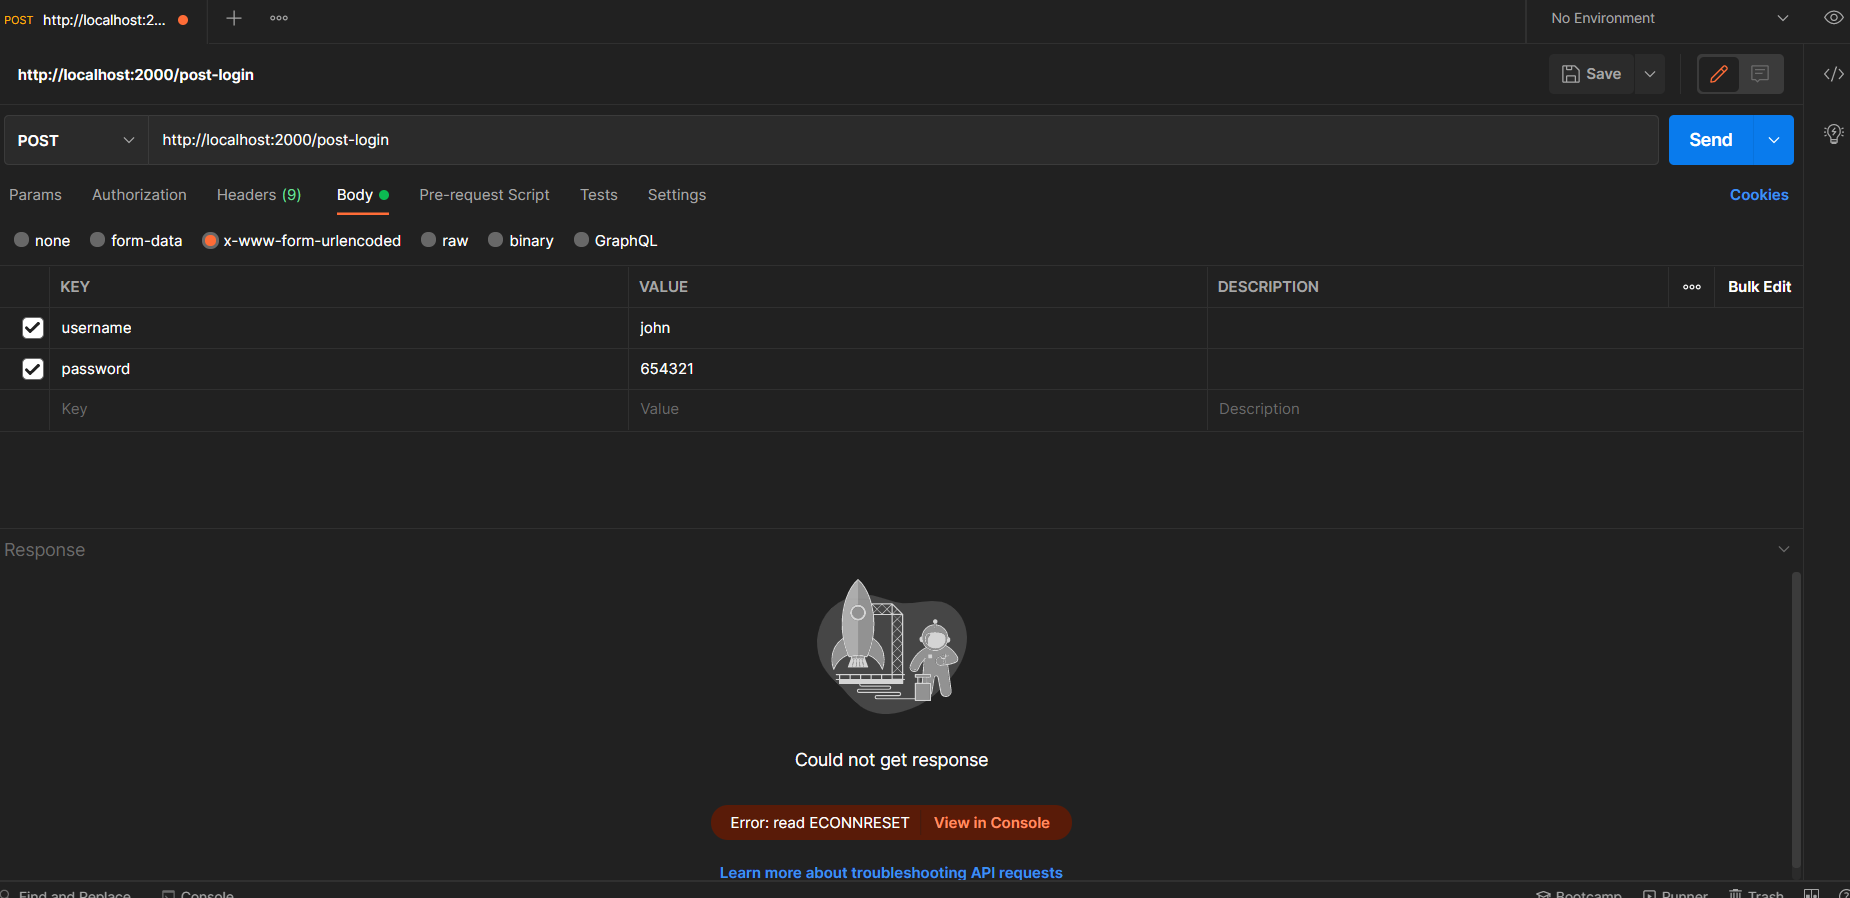 POST http://localhost:2... No Environment
http://localhost:2000/post-login Save
POST http://localhost:2000/post-login Send
Params Authorization Headers (9) Body Pre-request Script Tests Settings Cookies
none form-data x-www-form-urlencoded raw binary GraphQL
KEY VALUE DESCRIPTION Bulk Edit
username john
password 654321
Key Value Description
Response
Could not get response
Error: read ECONNRESET View in Console
Learn more about troubleshooting API requests
Find and Replace Console Bootcamp Runner Trash